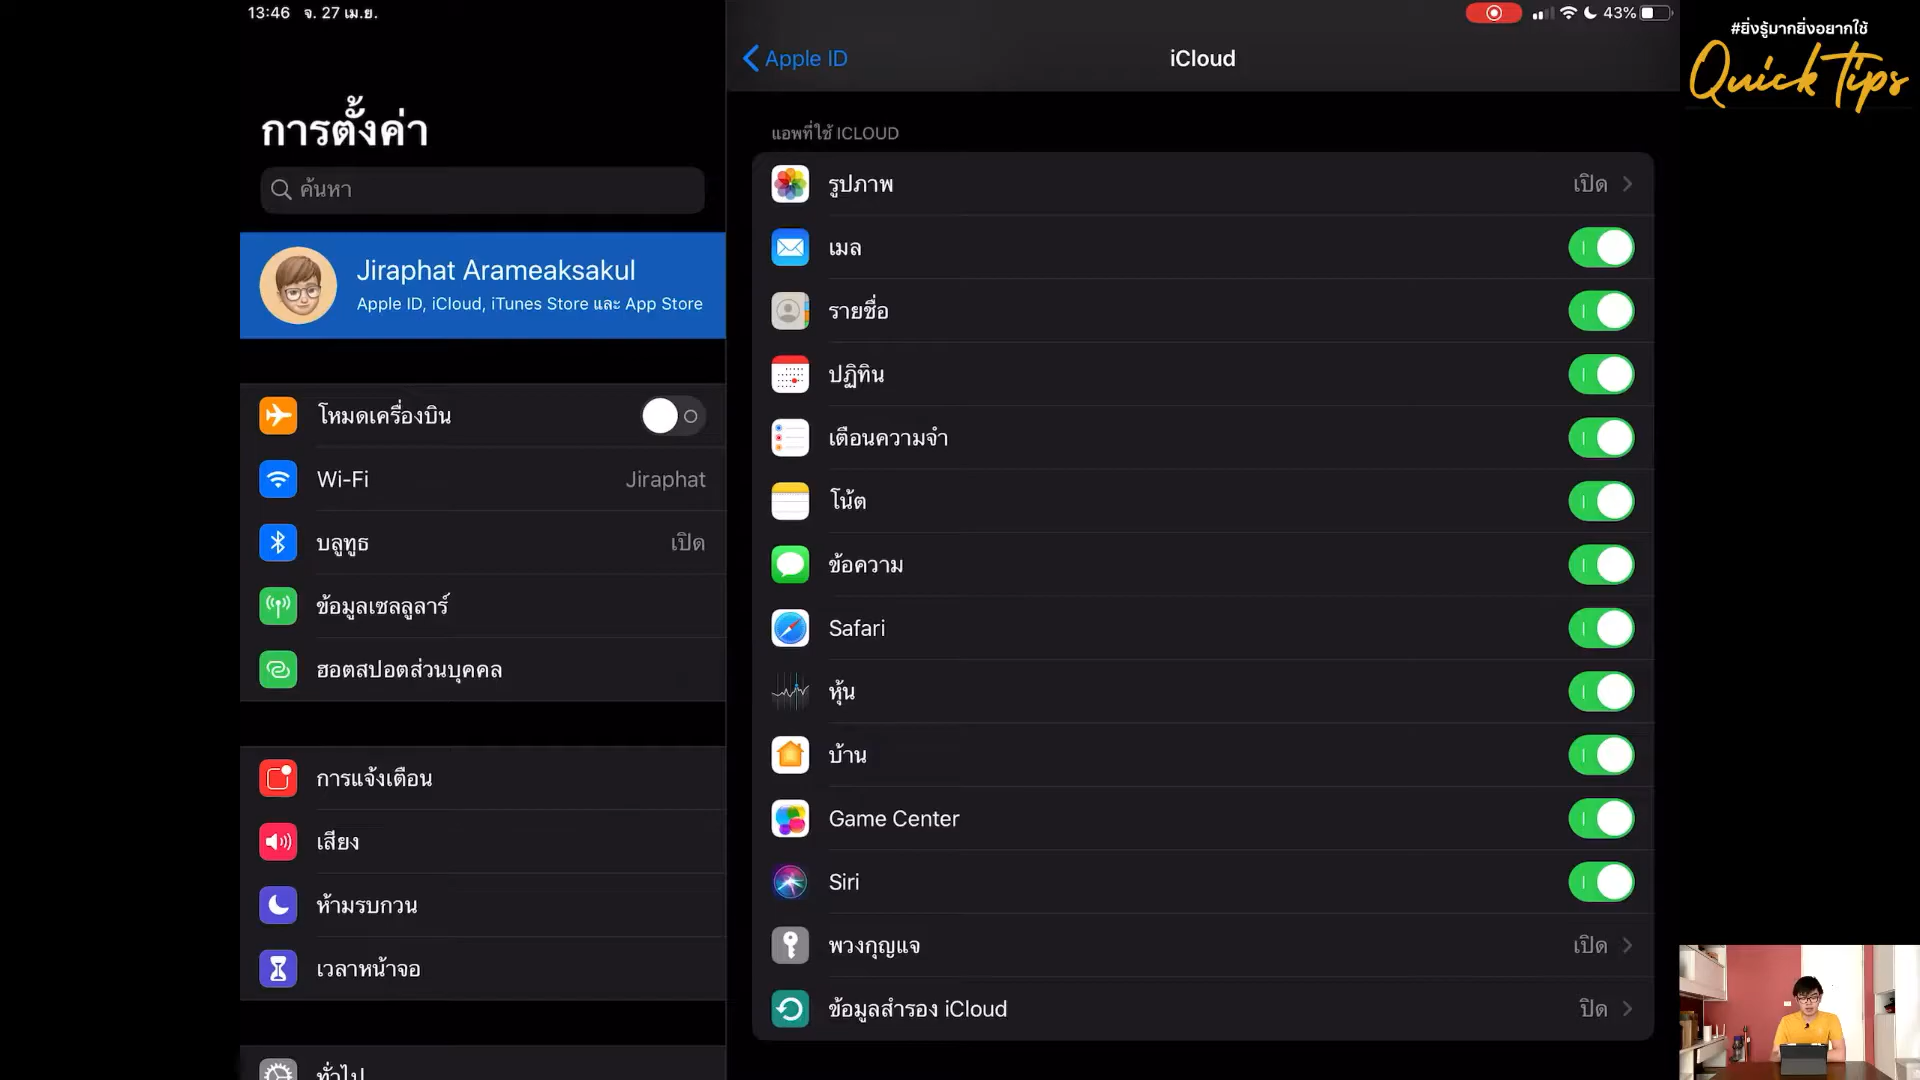 13:46 จ. 27 เม.ย.
43%
#ยิ่งรู้มากยิ่งอยากใช้
Quick Tips
การตั้งค่า
ค้นหา
Jiraphat Arameaksakul
Apple ID, iCloud, iTunes Store และ App Store
โหมดเครื่องบิน
Wi-Fi Jiraphat
บลูทูธ เปิด
ข้อมูลเซลลูลาร์
ฮอตสปอตส่วนบุคคล
การแจ้งเตือน
เสียง
ห้ามรบกวน
เวลาหน้าจอ
ทั่วไป
Apple ID
iCloud
แอพที่ใช้ ICLOUD
รูปภาพ เปิด
เมล
รายชื่อ
ปฏิทิน
เตือนความจำ
โน้ต
ข้อความ
Safari
หุ้น
บ้าน
Game Center
Siri
พวงกุญแจ เปิด
ข้อมูลสำรอง iCloud ปิด